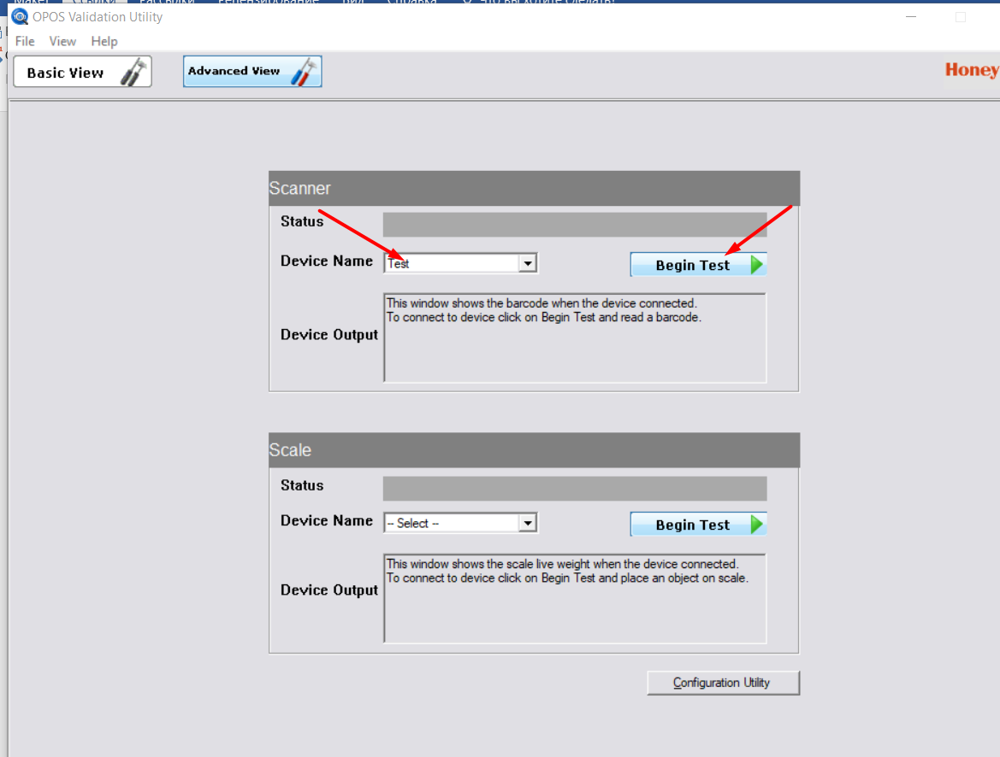 OPOS Validation Utility
File View Help
Basic View Advanced View Honey
Scanner
Status
Device Name Test Begin Test
This window shows the barcode when the device connected.
To connect to device click on Begin Test and read a barcode.
Device Output
Scale
Status
Device Name -- Select -- Begin Test
This window shows the scale live weight when the device connected.
To connect to device click on Begin Test and place an object on scale.
Device Output
Configuration Utility